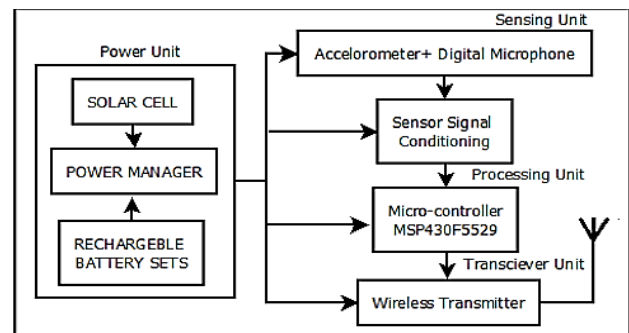 Sensing Unit
Power Unit
Accelorometer+ Digital Microphone
SOLAR CELL
Sensor Signal
Conditioning
POWER MANAGER
Processing Unit
Micro-controller
MSP430F5529
RECHARGEBLE
BATTERY SETS
Transciever Unit
Wireless Transmitter